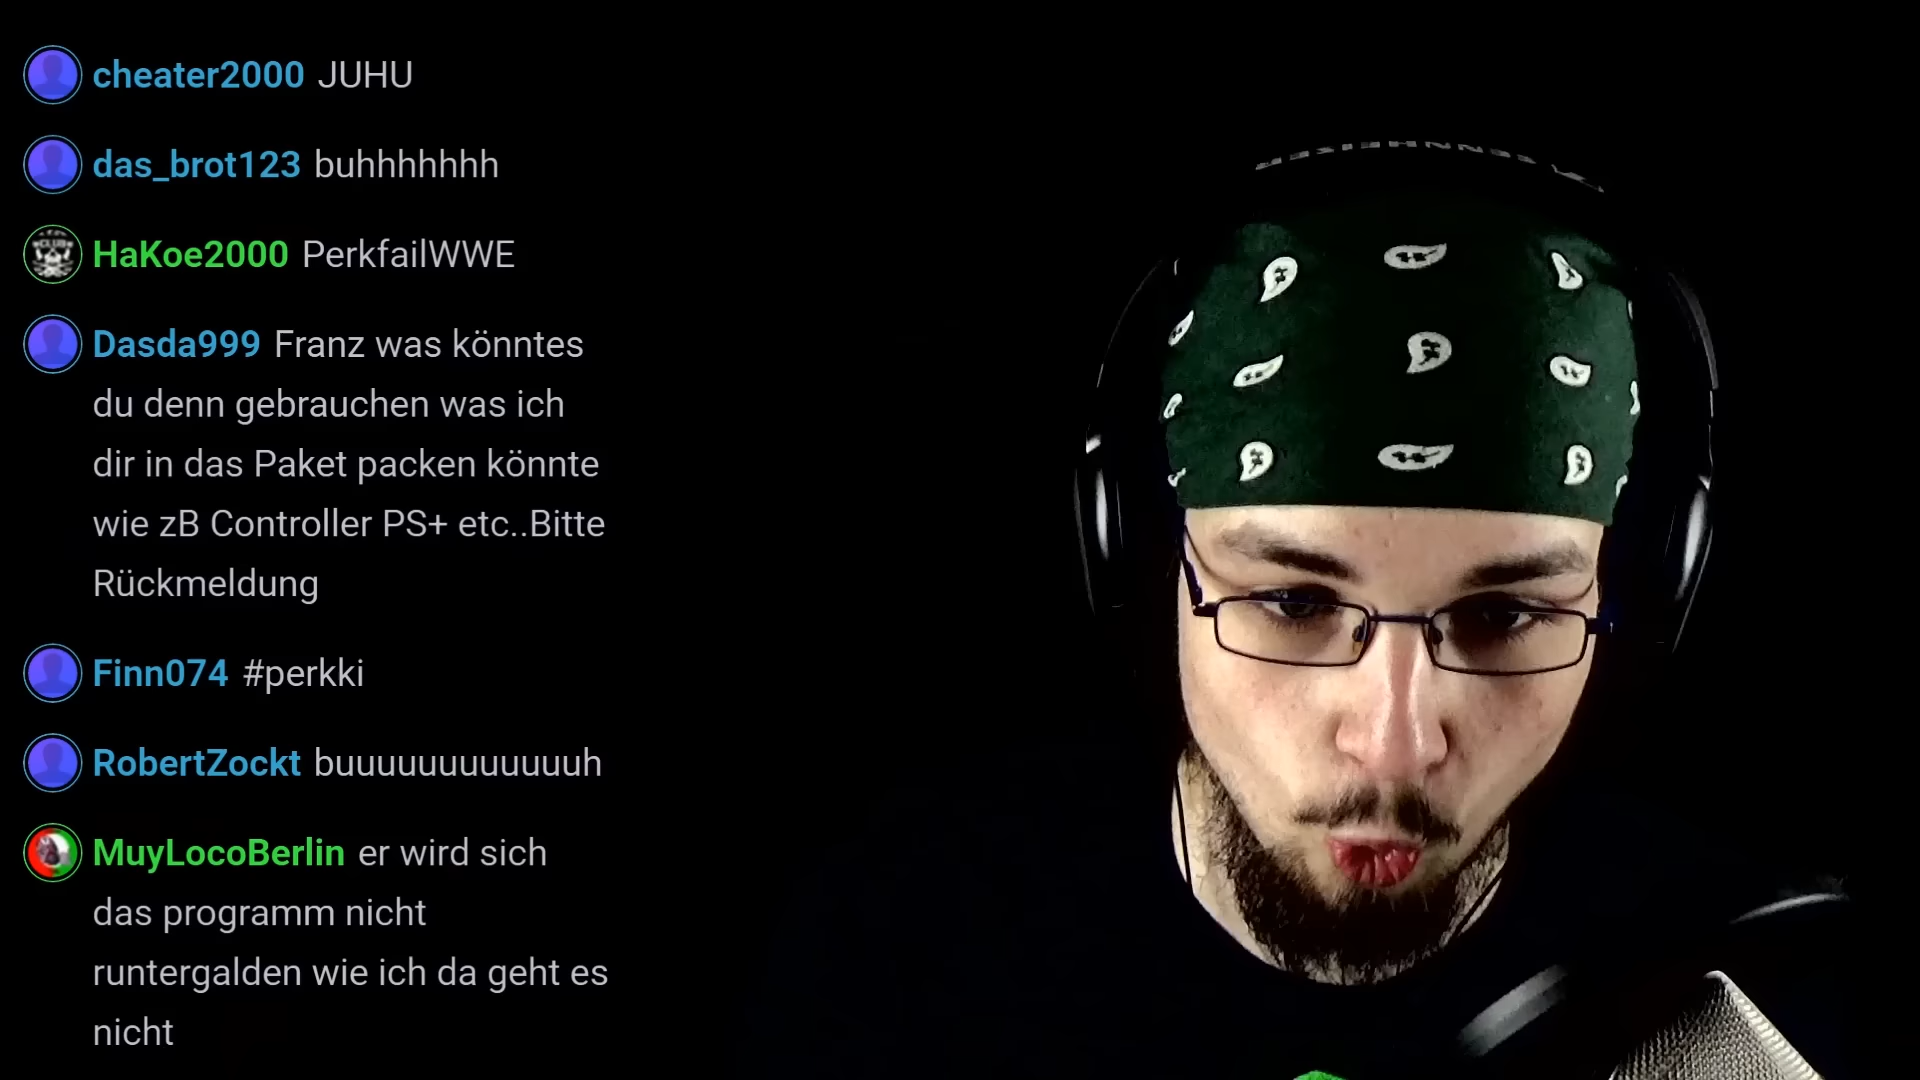 cheater2000 JUHU
das_brot123 buhhhhhhh
HaKoe2000 PerkfailWWE
Dasda999 Franz was könntes
du denn gebrauchen was ich
dir in das Paket packen könnte
wie zB Controller PS+ etc..Bitte
Rückmeldung
Finn074 #perkki
RobertZockt buuuuuuuuuuuuh
MuyLocoBerlin er wird sich
das programm nicht
runtergalden wie ich da geht es
nicht
SENNHEISER